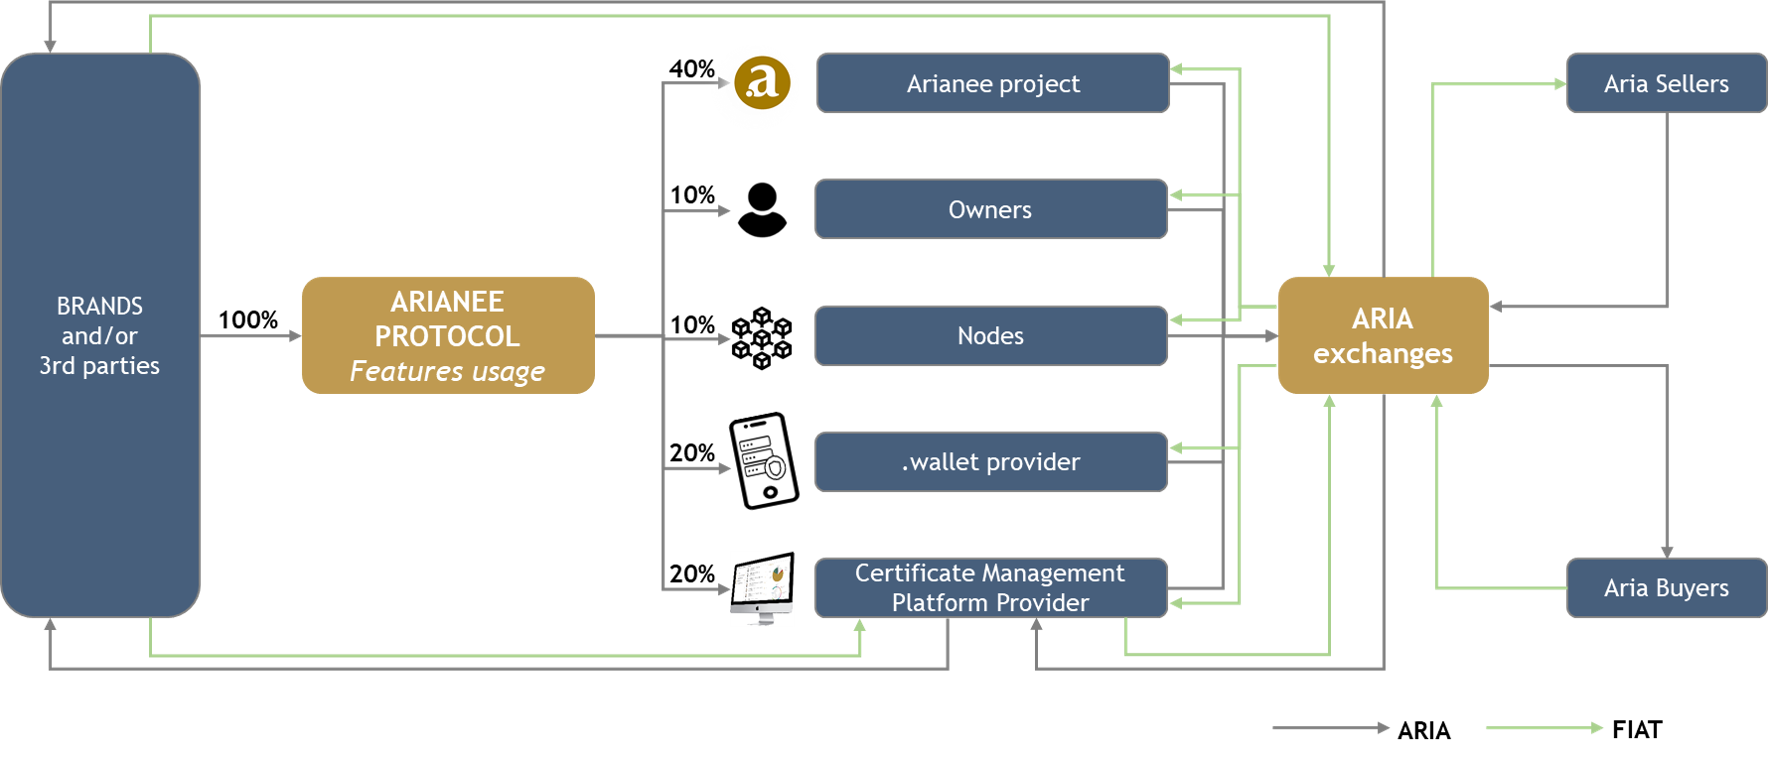 BRANDS
and/or
3rd parties
100%
ARIANEE
PROTOCOL
Features usage
40%
.a
Arianee project
10%
Owners
10%
Nodes
20%
.wallet provider
20%
Certificate Management
Platform Provider
ARIA
exchanges
Aria Sellers
Aria Buyers
ARIA
FIAT